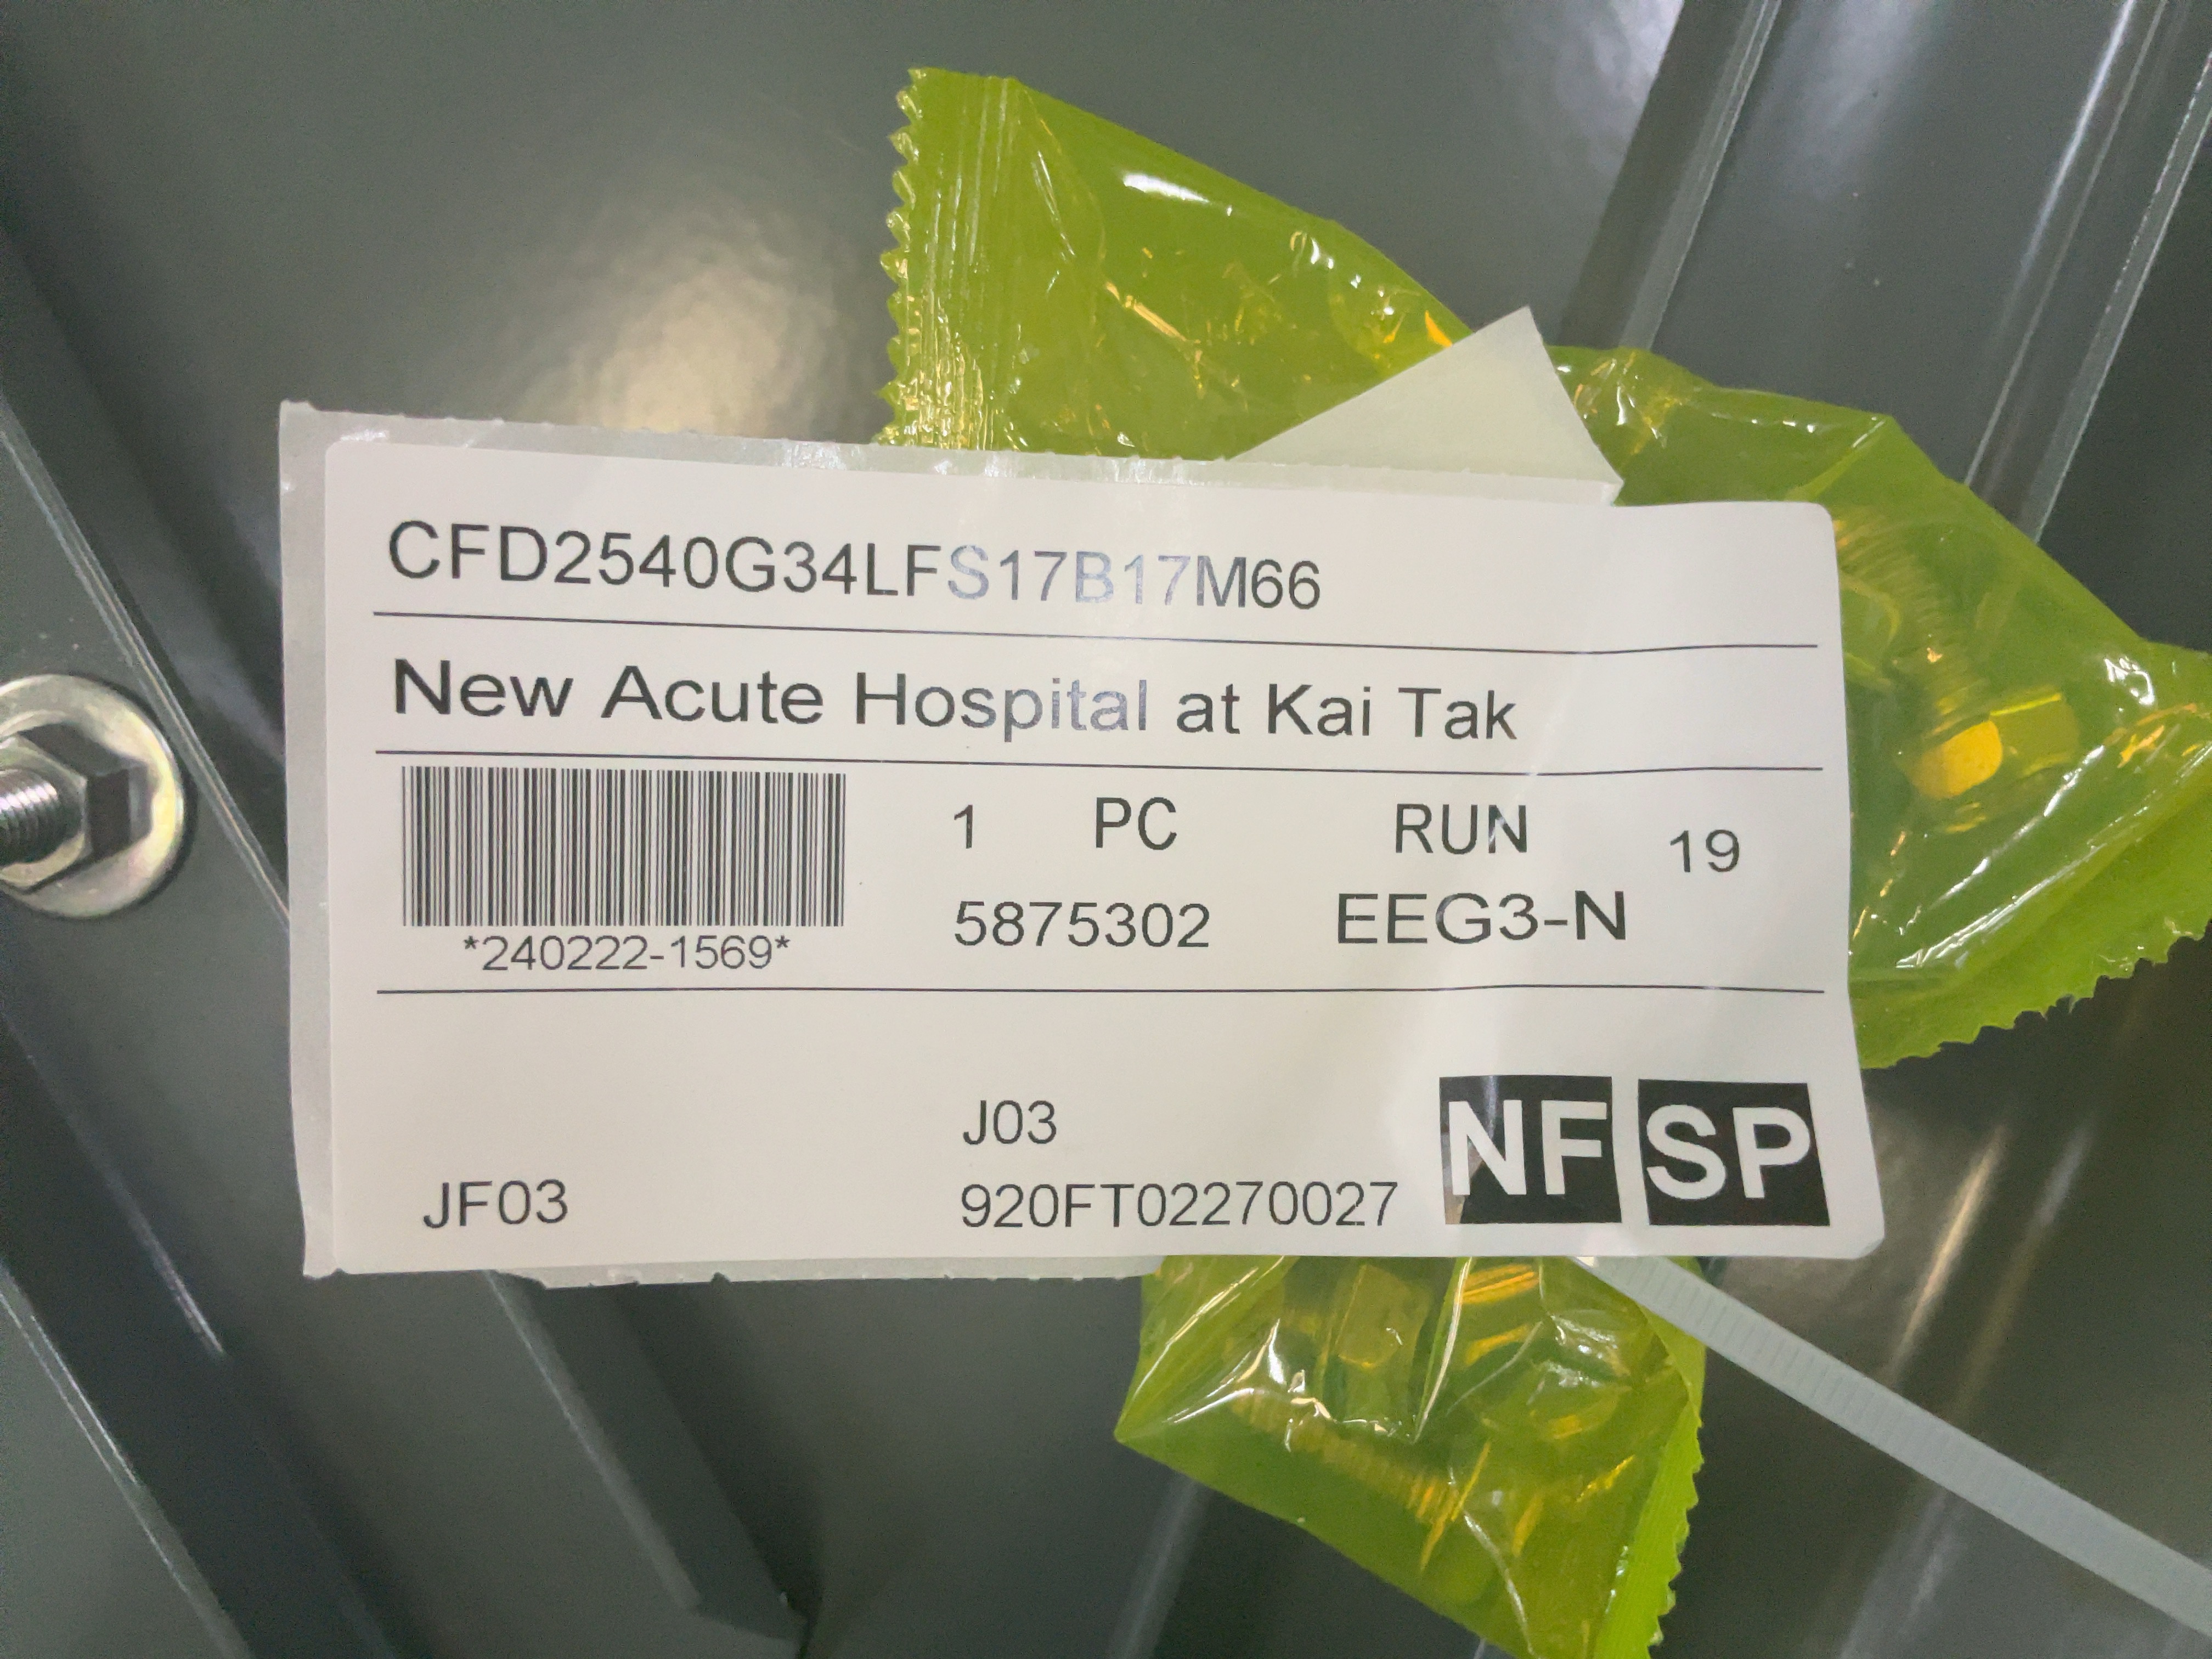 CFD2540G34LFS17B17M66
New Acute Hospital at Kai Tak
1 PC RUN 19
5875302 EEG3-N
*240222-1569*
J03
JF03 920FT02270027 NF SP